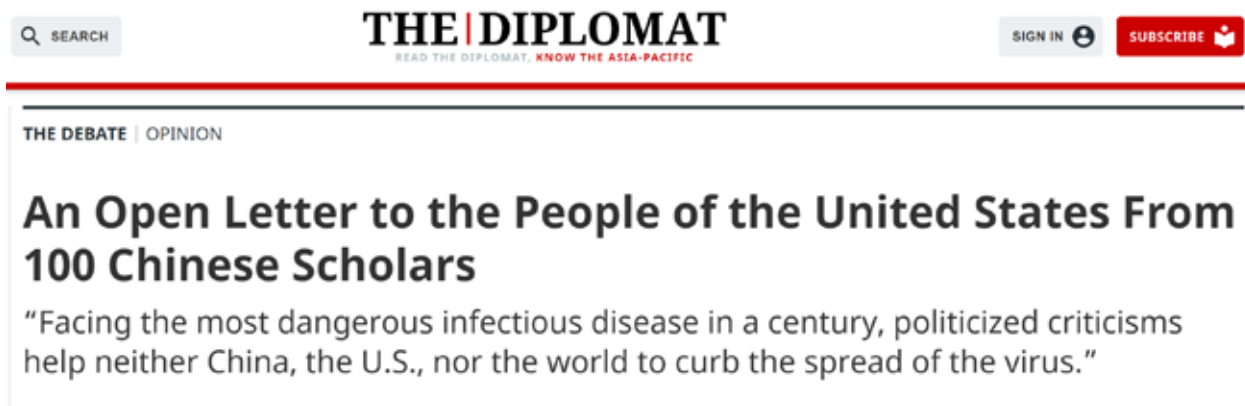 SEARCH
THE|DIPLOMAT
READ THE DIPLOMAT, KNOW THE ASIA-PACIFIC
SIGN IN
SUBSCRIBE
THE DEBATE | OPINION
An Open Letter to the People of the United States From
100 Chinese Scholars
“Facing the most dangerous infectious disease in a century, politicized criticisms
help neither China, the U.S., nor the world to curb the spread of the virus.”